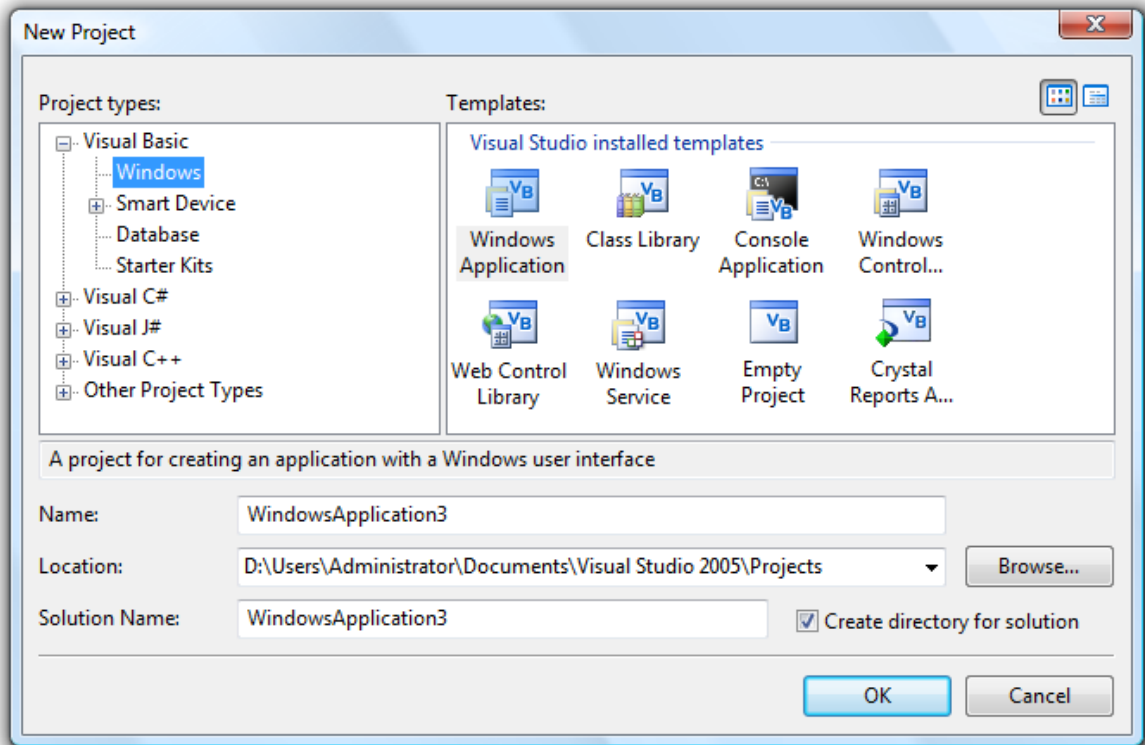 New Project
Project types:
Templates:
Visual Basic
Windows
Smart Device
Database
Starter Kits
Visual C#
Visual J#
Visual C++
Other Project Types
Visual Studio installed templates
Windows
Application
Class Library
Console
Application
Windows
Control...
Web Control
Library
Windows
Service
Empty
Project
Crystal
Reports A...
A project for creating an application with a Windows user interface
Name:
WindowsApplication3
Location:
D:\Users\Administrator\Documents\Visual Studio 2005\Projects
Browse...
Solution Name:
WindowsApplication3
Create directory for solution
OK
Cancel